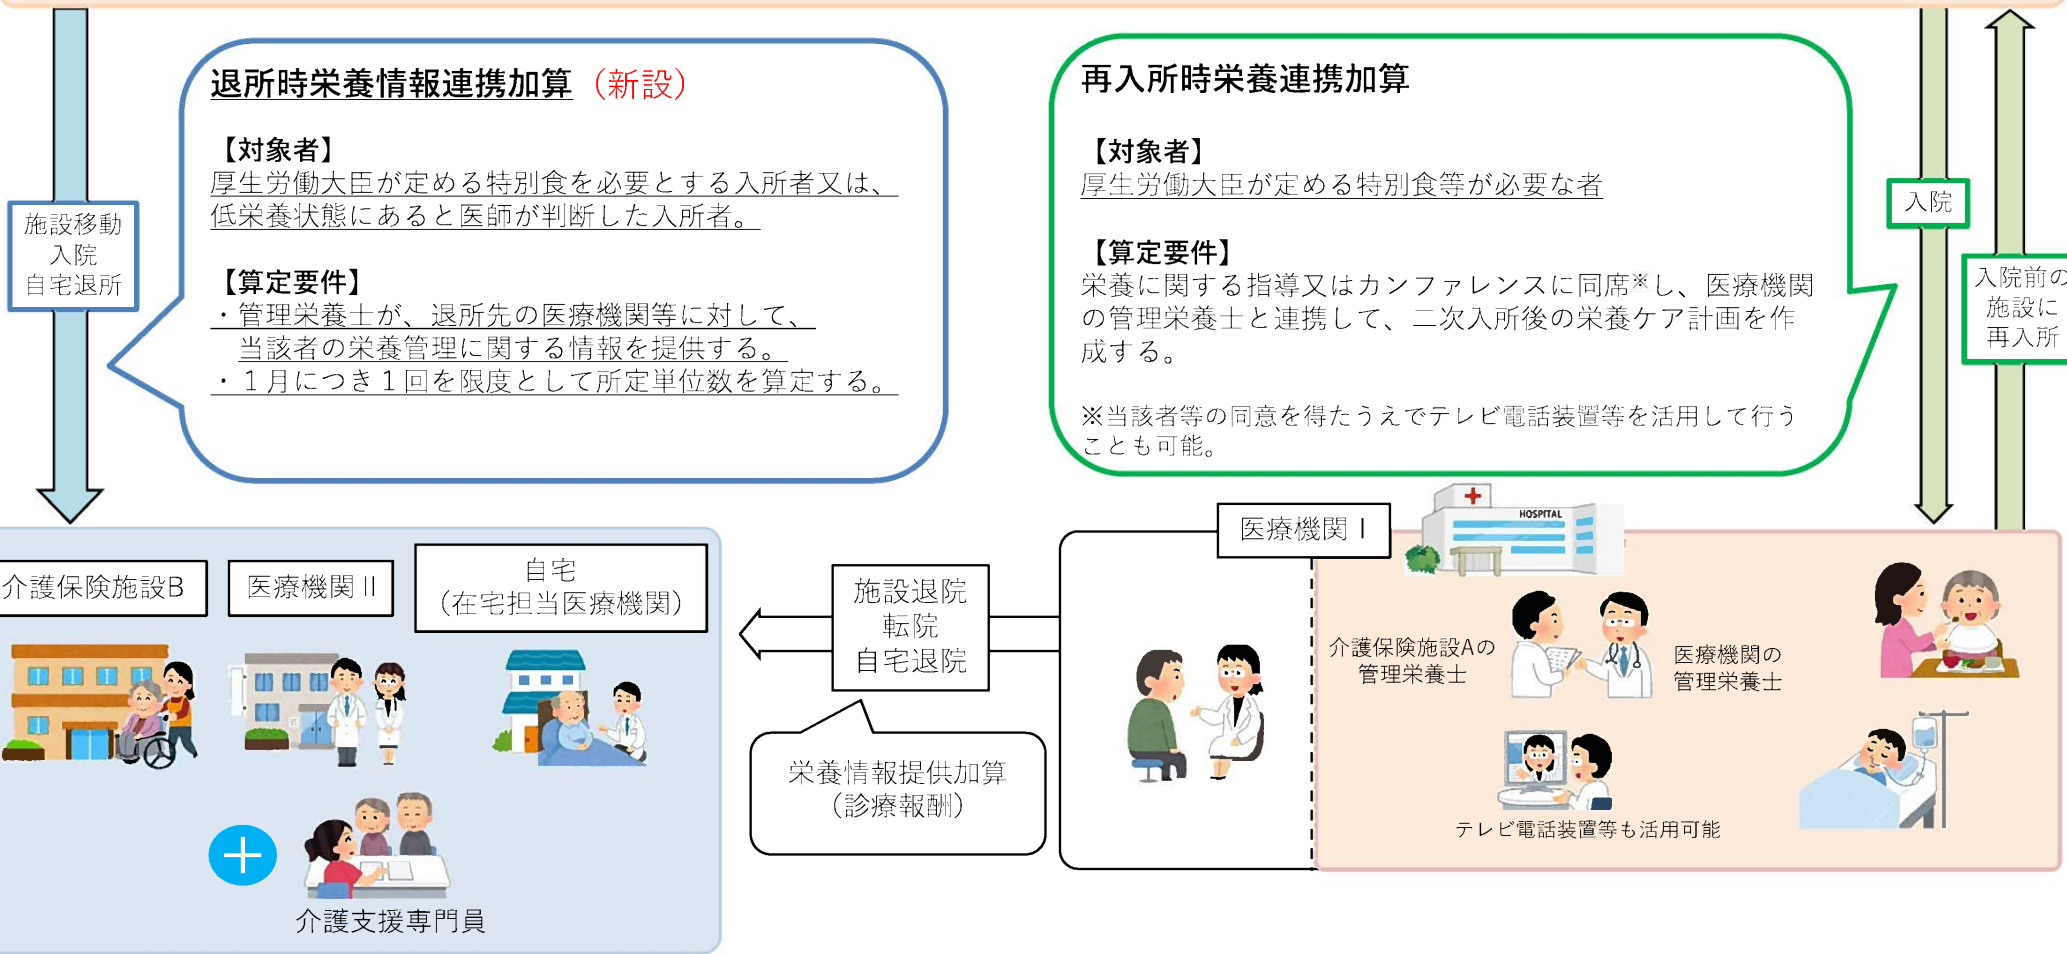 退所時栄養情報連携加算（新設）
【対象者】
厚生労働大臣が定める特別食を必要とする入所者又は、
低栄養状態にあると医師が判断した入所者。
【算定要件】
・管理栄養士が、退所先の医療機関等に対して、
当該者の栄養管理に関する情報を提供する。
・１月につき１回を限度として所定単位数を算定する。
施設移動
入院
自宅退所
再入所時栄養連携加算
【対象者】
厚生労働大臣が定める特別食等が必要な者
【算定要件】
栄養に関する指導又はカンファレンスに同席※し、医療機関
の管理栄養士と連携して、二次入所後の栄養ケア計画を作
成する。
※当該者等の同意を得たうえでテレビ電話装置等を活用して行う
ことも可能。
入院
入院前の
施設に
再入所
介護保険施設B
医療機関Ⅱ
自宅
（在宅担当医療機関）
介護支援専門員
施設退院
転院
自宅退院
栄養情報提供加算
（診療報酬）
医療機関Ⅰ
HOSPITAL
介護保険施設Aの
管理栄養士
医療機関の
管理栄養士
テレビ電話装置等も活用可能